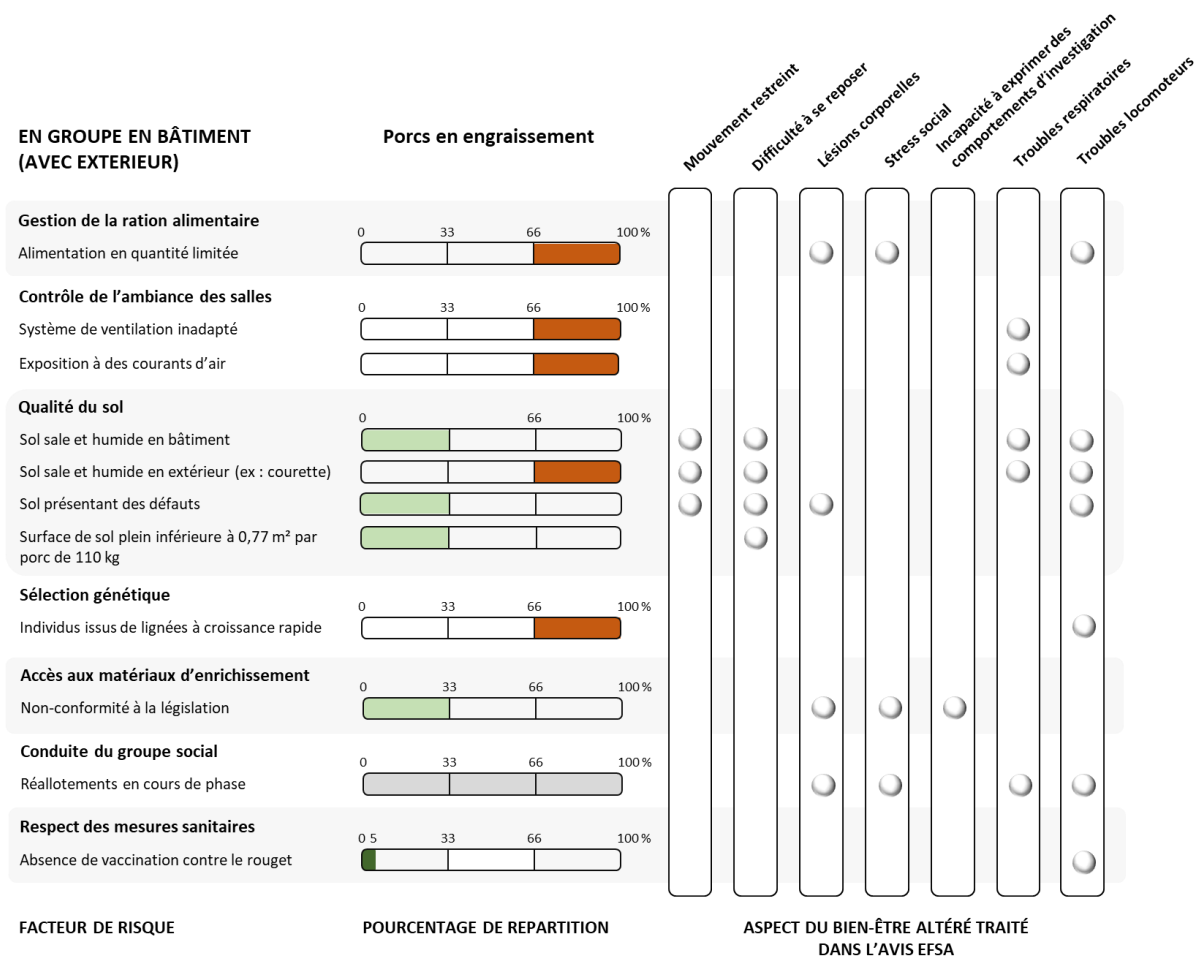 Mouvement restreint
Difficulté à se reposer
Lésions corporelles
Stress social
Incapacité à exprimer des
comportements d'investigation
Troubles respiratoires
Troubles locomoteurs
EN GROUPE EN BÂTIMENT
(AVEC EXTERIEUR)
Porcs en engraissement
Gestion de la ration alimentaire
0 33 66 100 %
Alimentation en quantité limitée
Contrôle de l'ambiance des salles
0 33 66 100 %
Système de ventilation inadapté
Exposition à des courants d'air
Qualité du sol
0 66 100 %
Sol sale et humide en bâtiment
Sol sale et humide en extérieur (ex : courette)
Sol présentant des défauts
Surface de sol plein inférieure à 0,77 m² par
porc de 110 kg
Sélection génétique
0 33 66 100 %
Individus issus de lignées à croissance rapide
Accès aux matériaux d'enrichissement
0 33 66 100 %
Non-conformité à la législation
Conduite du groupe social
0 33 66 100 %
Réallotements en cours de phase
Respect des mesures sanitaires
0 5 33 66 100 %
Absence de vaccination contre le rouget
FACTEUR DE RISQUE
POURCENTAGE DE REPARTITION
ASPECT DU BIEN-ÊTRE ALTÉRÉ TRAITÉ
DANS L'AVIS EFSA